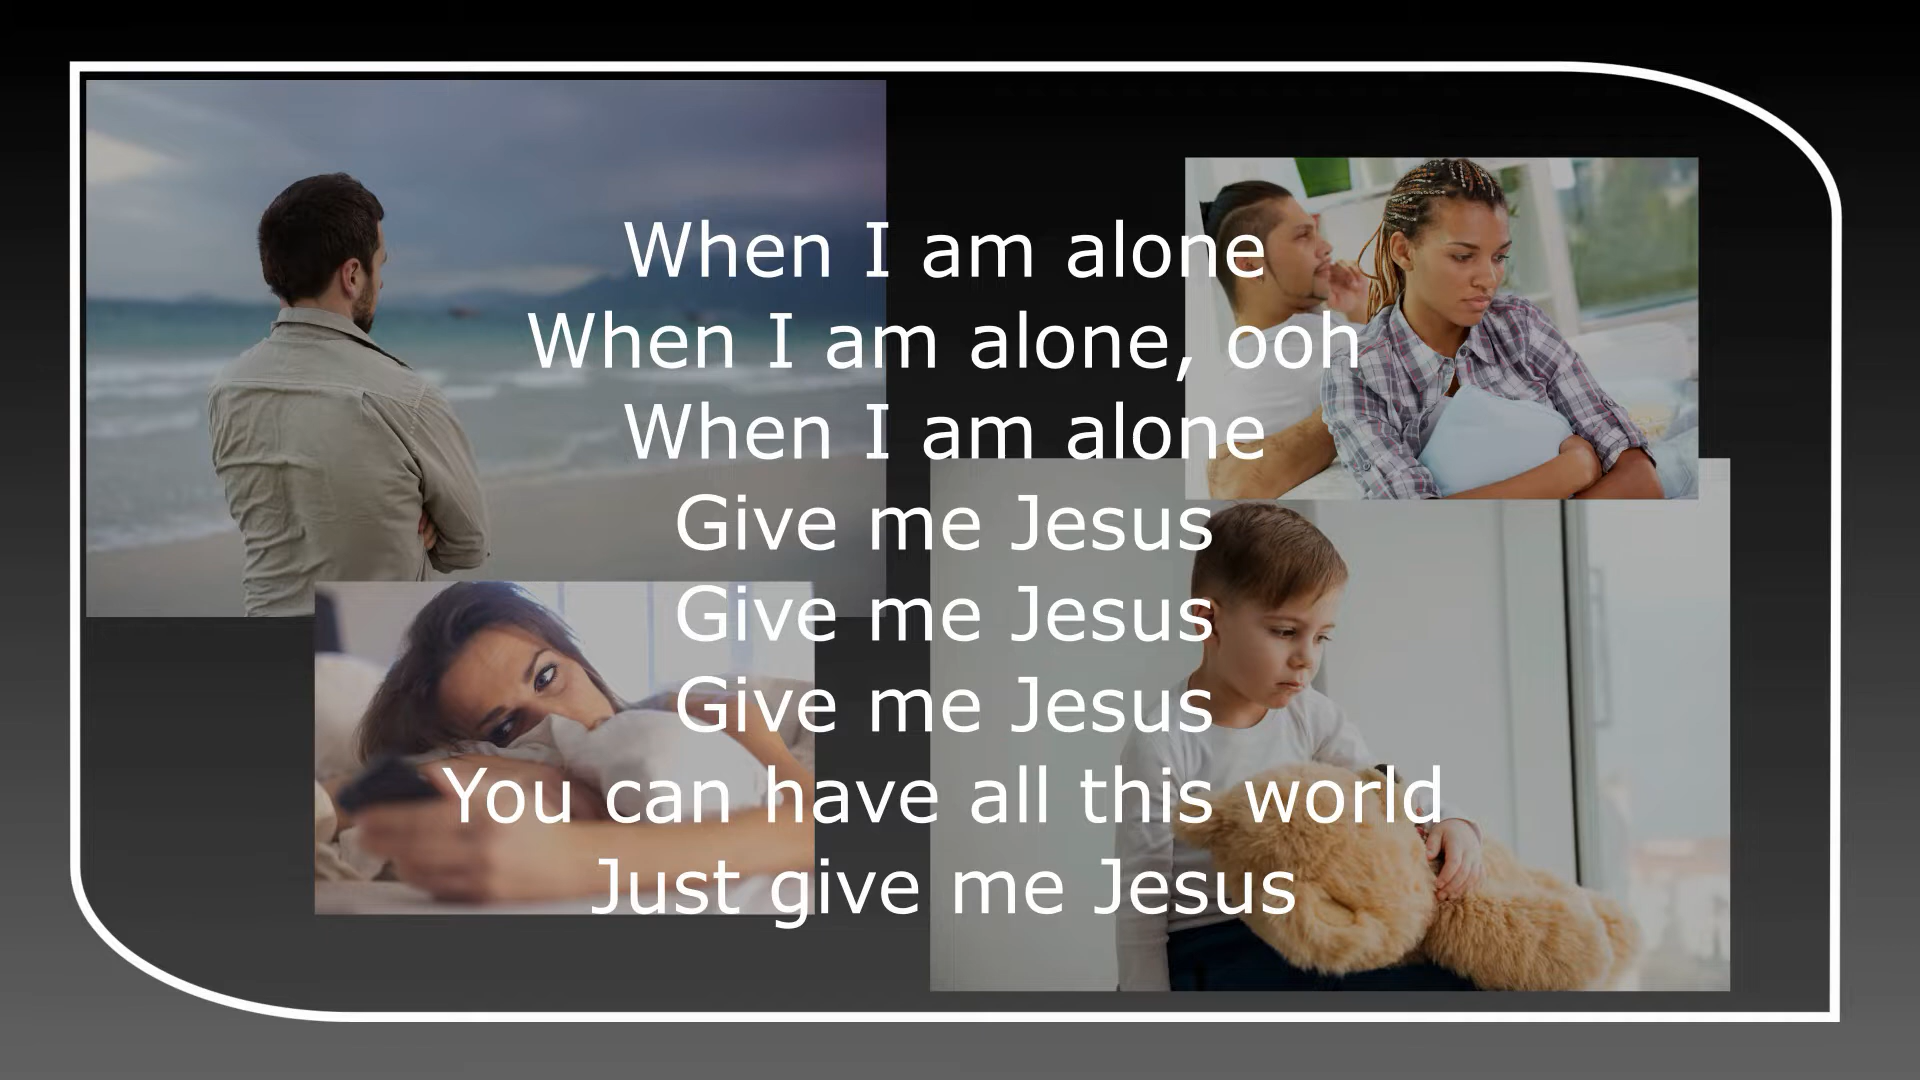 When I am alone
When I am alone, ooh
When I am alone
Give me Jesus
Give me Jesus
Give me Jesus
You can have all this world
Just give me Jesus